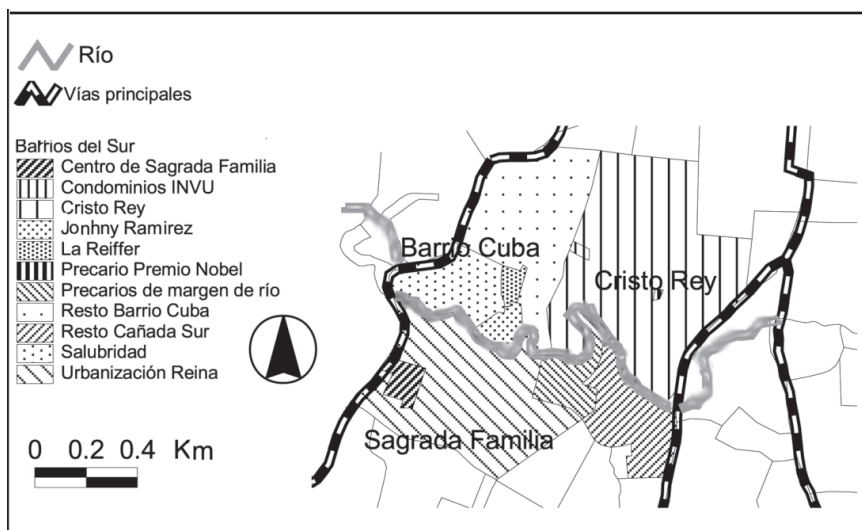 Río
Vías principales
Barrios del Sur
Centro de Sagrada Familia
Condominios INVU
Cristo Rey
Jonhny Ramirez
La Reiffer
Precario Premio Nobel
Precarios de margen de río
Resto Barrio Cuba
Resto Cañada Sur
Salubridad
Urbanización Reina
0 0.2 0.4 Km
Barrio Cuba
Cristo Rey
Sagrada Familia